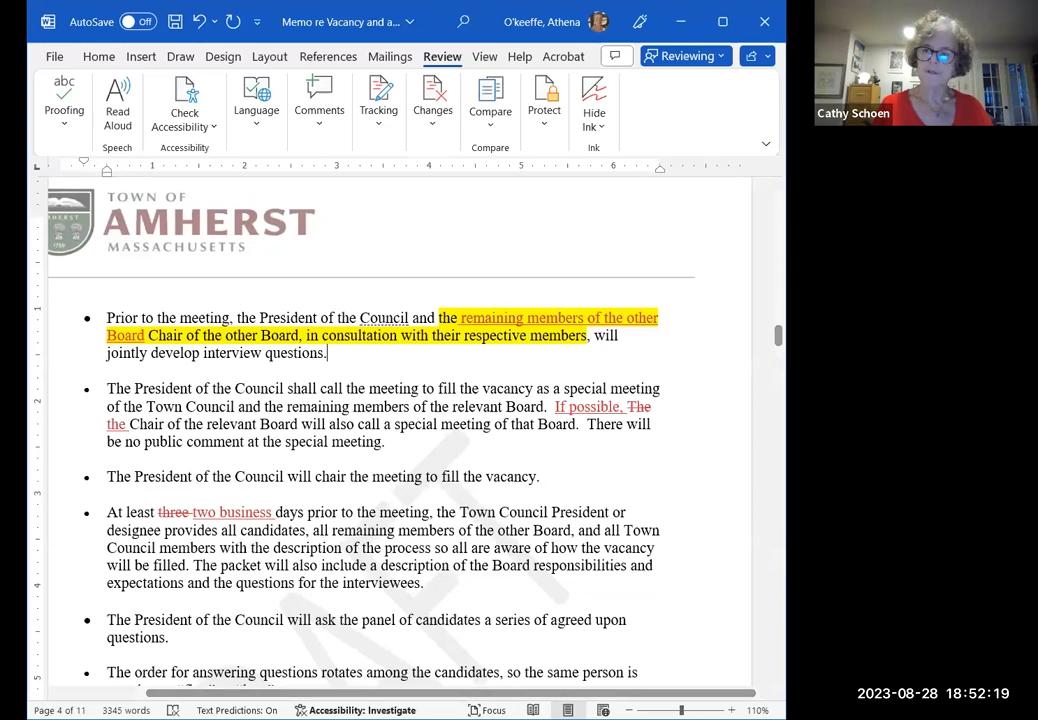 AutoSave Off Memo re Vacancy and a... O'keeffe, Athena
File Home Insert Draw Design Layout References Mailings Review View Help Acrobat Reviewing
abc
Proofing Read Aloud Check Accessibility Language Comments Tracking Changes Compare Protect Hide Ink
Speech Accessibility Compare Ink
Cathy Schoen
1 2 3 4 5 6
TOWN OF
AMHERST
MASSACHUSETTS
• Prior to the meeting, the President of the Council and the remaining members of the other
Board Chair of the other Board, in consultation with their respective members, will
jointly develop interview questions.
• The President of the Council shall call the meeting to fill the vacancy as a special meeting
of the Town Council and the remaining members of the relevant Board. If possible, The
the Chair of the relevant Board will also call a special meeting of that Board. There will
be no public comment at the special meeting.
• The President of the Council will chair the meeting to fill the vacancy.
• At least three two business days prior to the meeting, the Town Council President or
designee provides all candidates, all remaining members of the other Board, and all Town
Council members with the description of the process so all are aware of how the vacancy
will be filled. The packet will also include a description of the Board responsibilities and
expectations and the questions for the interviewees.
• The President of the Council will ask the panel of candidates a series of agreed upon
questions.
• The order for answering questions rotates among the candidates, so the same person is
2023-08-28 18:52:19
Page 4 of 11 3345 words Text Predictions: On Accessibility: Investigate Focus 110%